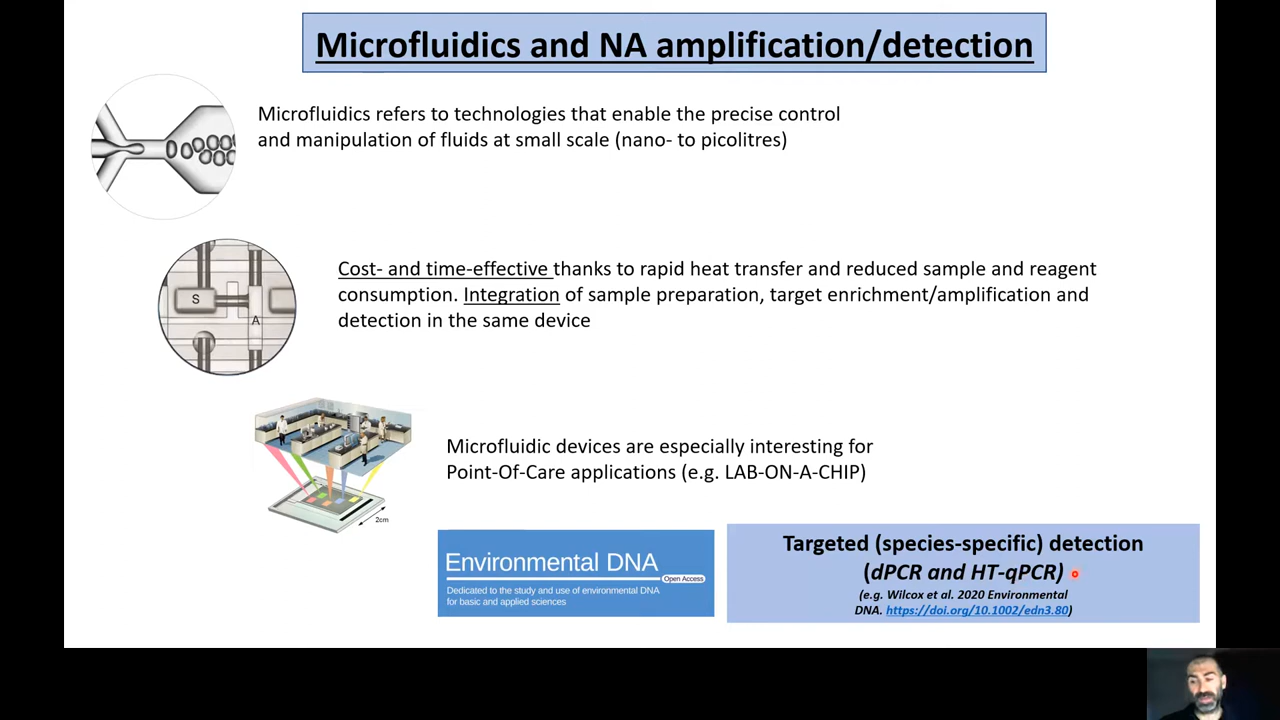 Microfluidics and NA amplification/detection
Microfluidics refers to technologies that enable the precise control
and manipulation of fluids at small scale (nano- to picolitres)
S
A
Cost- and time-effective thanks to rapid heat transfer and reduced sample and reagent
consumption. Integration of sample preparation, target enrichment/amplification and
detection in the same device
2cm
Microfluidic devices are especially interesting for
Point-Of-Care applications (e.g. LAB-ON-A-CHIP)
Environmental DNA
Open Access
Dedicated to the study and use of environmental DNA
for basic and applied sciences
Targeted (species-specific) detection
(dPCR and HT-qPCR)
(e.g. Wilcox et al. 2020 Environmental
DNA. https://doi.org/10.1002/edn3.80)